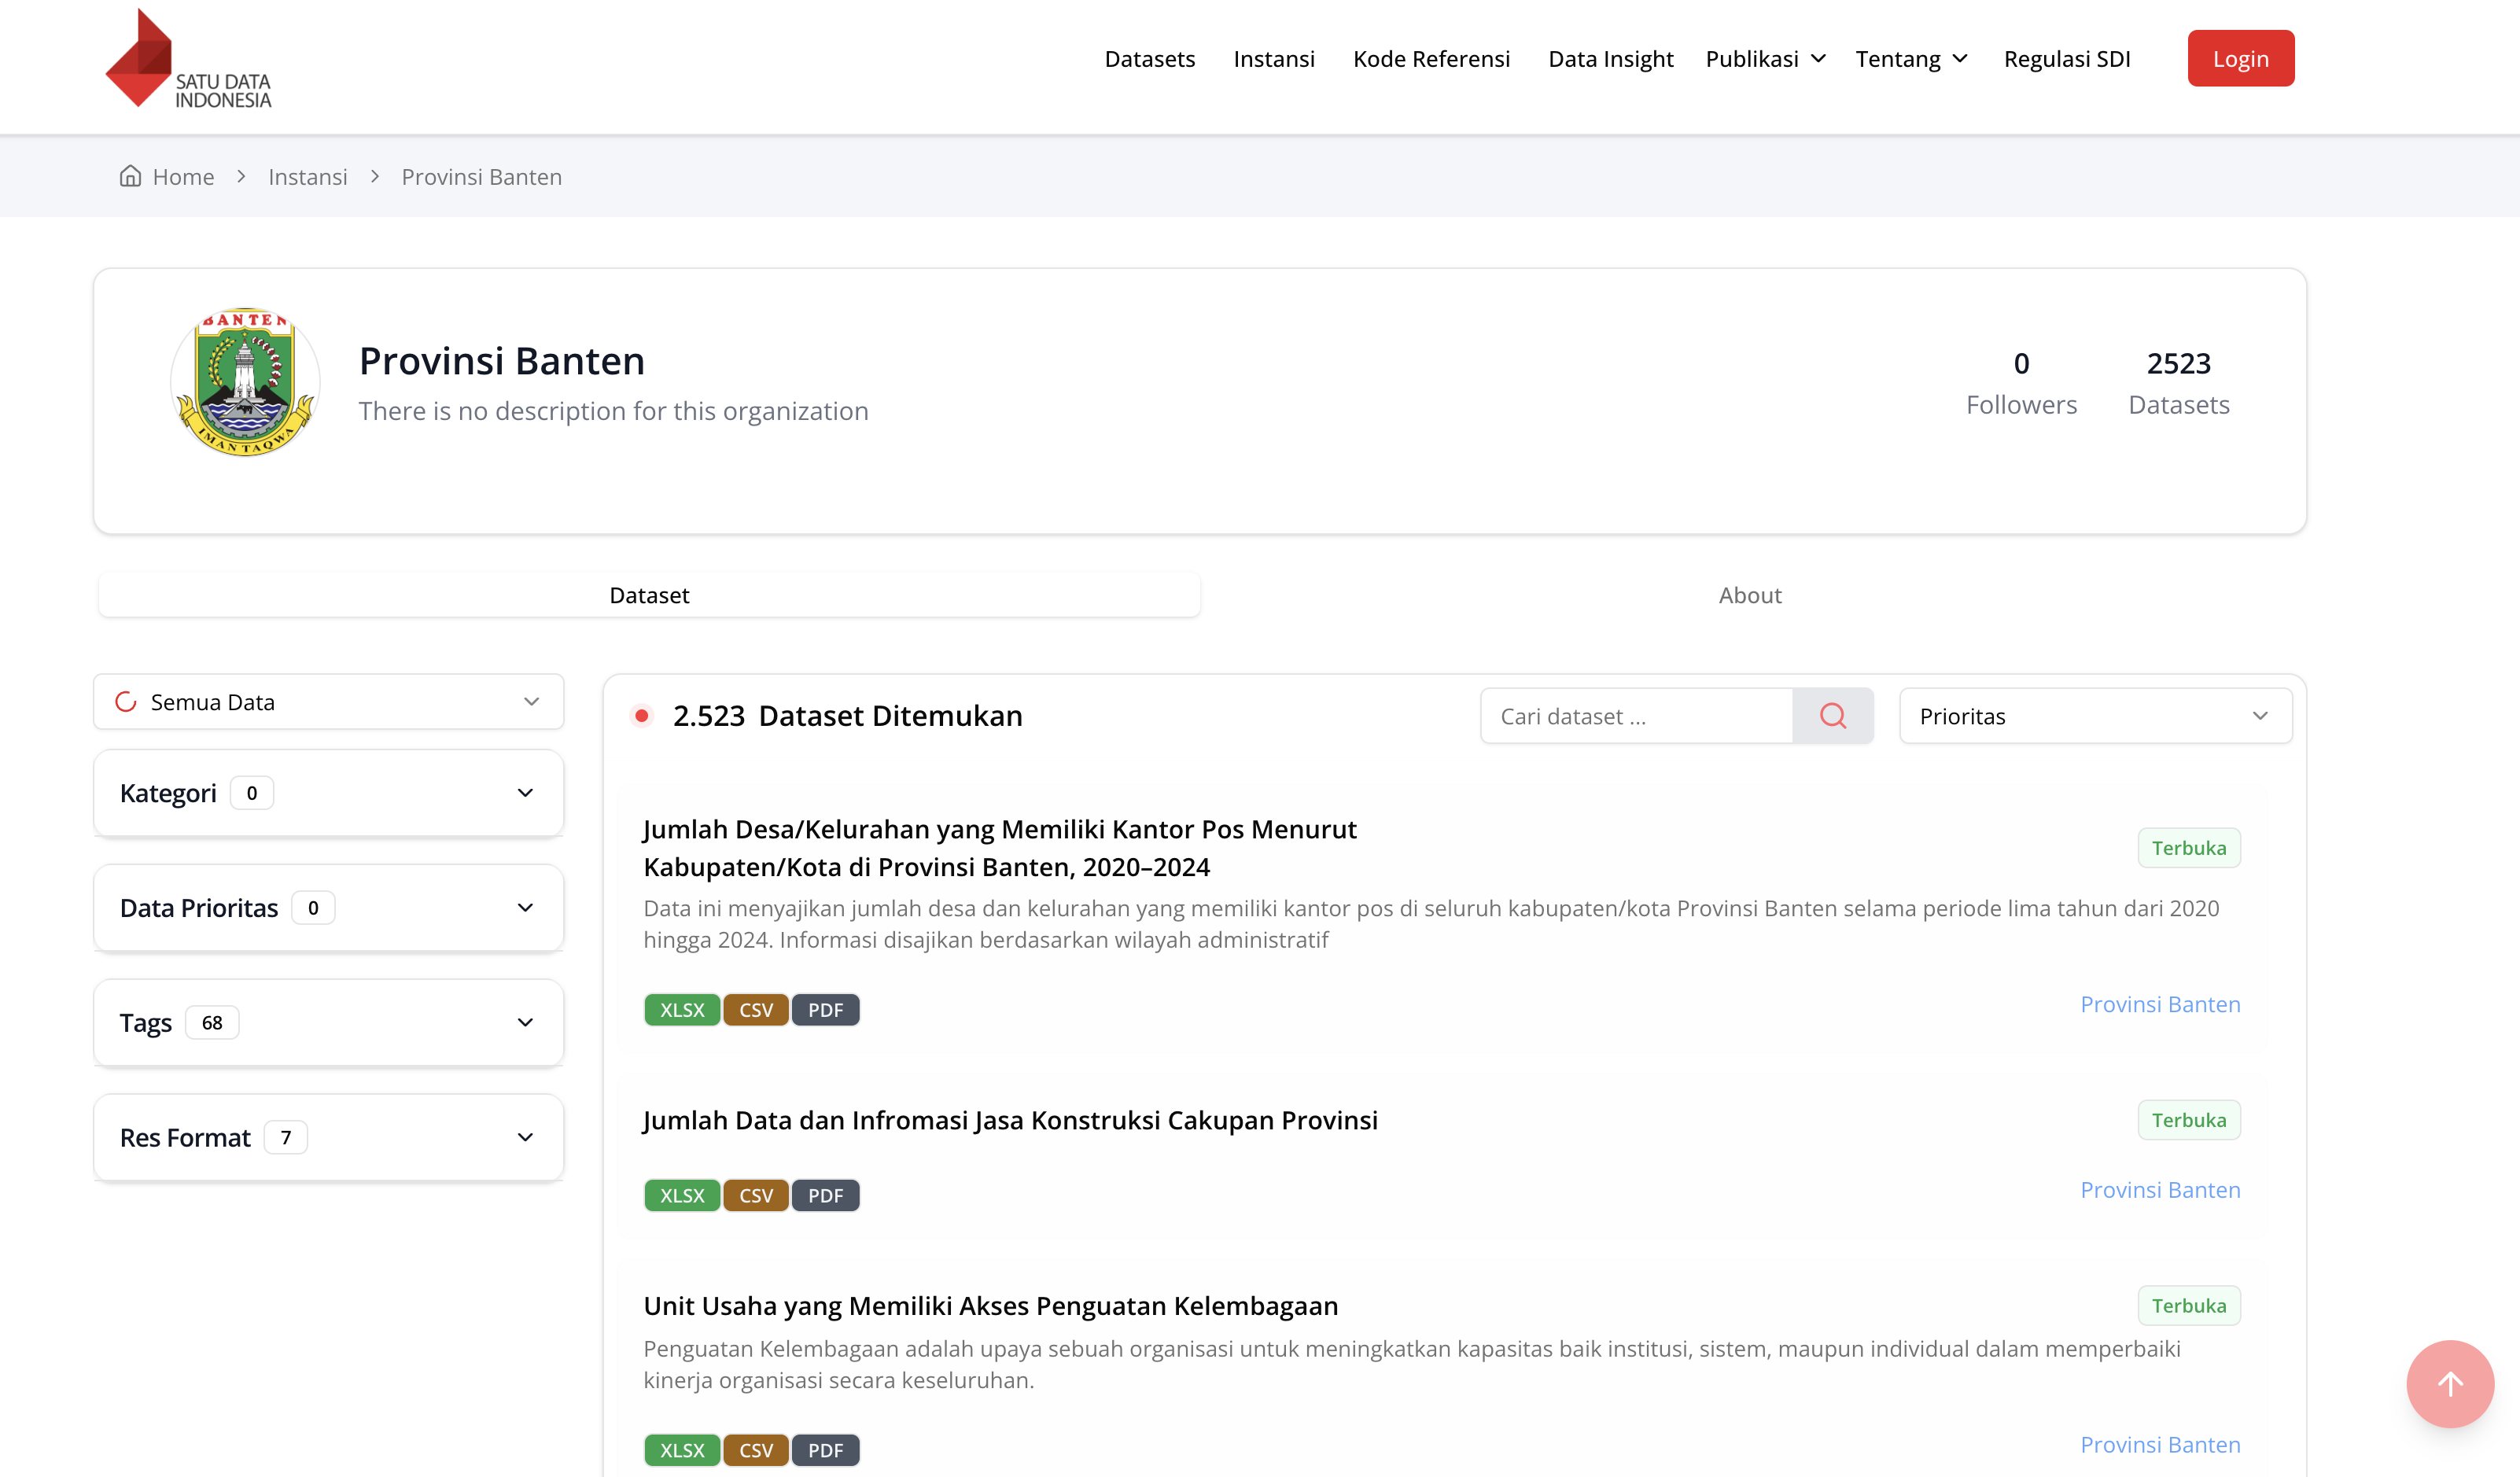 SATU DATA
INDONESIA
Datasets Instansi Kode Referensi Data Insight Publikasi Tentang Regulasi SDI Login
Home Instansi Provinsi Banten
BANTEN
IMAN TAQWA
Provinsi Banten
There is no description for this organization
0
Followers
2523
Datasets
Dataset About
Semua Data
Kategori 0
Data Prioritas 0
Tags 68
Res Format 7
2.523 Dataset Ditemukan
Cari dataset ...
Prioritas
Jumlah Desa/Kelurahan yang Memiliki Kantor Pos Menurut
Kabupaten/Kota di Provinsi Banten, 2020–2024
Terbuka
Data ini menyajikan jumlah desa dan kelurahan yang memiliki kantor pos di seluruh kabupaten/kota Provinsi Banten selama periode lima tahun dari 2020
hingga 2024. Informasi disajikan berdasarkan wilayah administratif
XLSX CSV PDF
Provinsi Banten
Jumlah Data dan Infromasi Jasa Konstruksi Cakupan Provinsi
Terbuka
XLSX CSV PDF
Provinsi Banten
Unit Usaha yang Memiliki Akses Penguatan Kelembagaan
Terbuka
Penguatan Kelembagaan adalah upaya sebuah organisasi untuk meningkatkan kapasitas baik institusi, sistem, maupun individual dalam memperbaiki
kinerja organisasi secara keseluruhan.
XLSX CSV PDF
Provinsi Banten